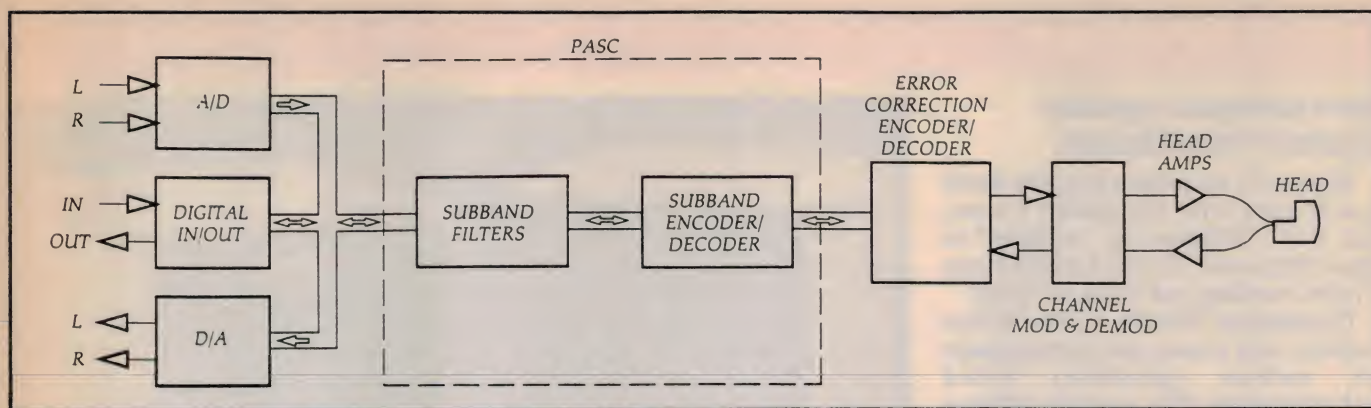 PASC
L
R
A/D
IN
OUT
DIGITAL
IN/OUT
L
R
D/A
SUBBAND
FILTERS
SUBBAND
ENCODER/
DECODER
ERROR
CORRECTION
ENCODER/
DECODER
CHANNEL
MOD & DEMOD
HEAD
AMPS
HEAD